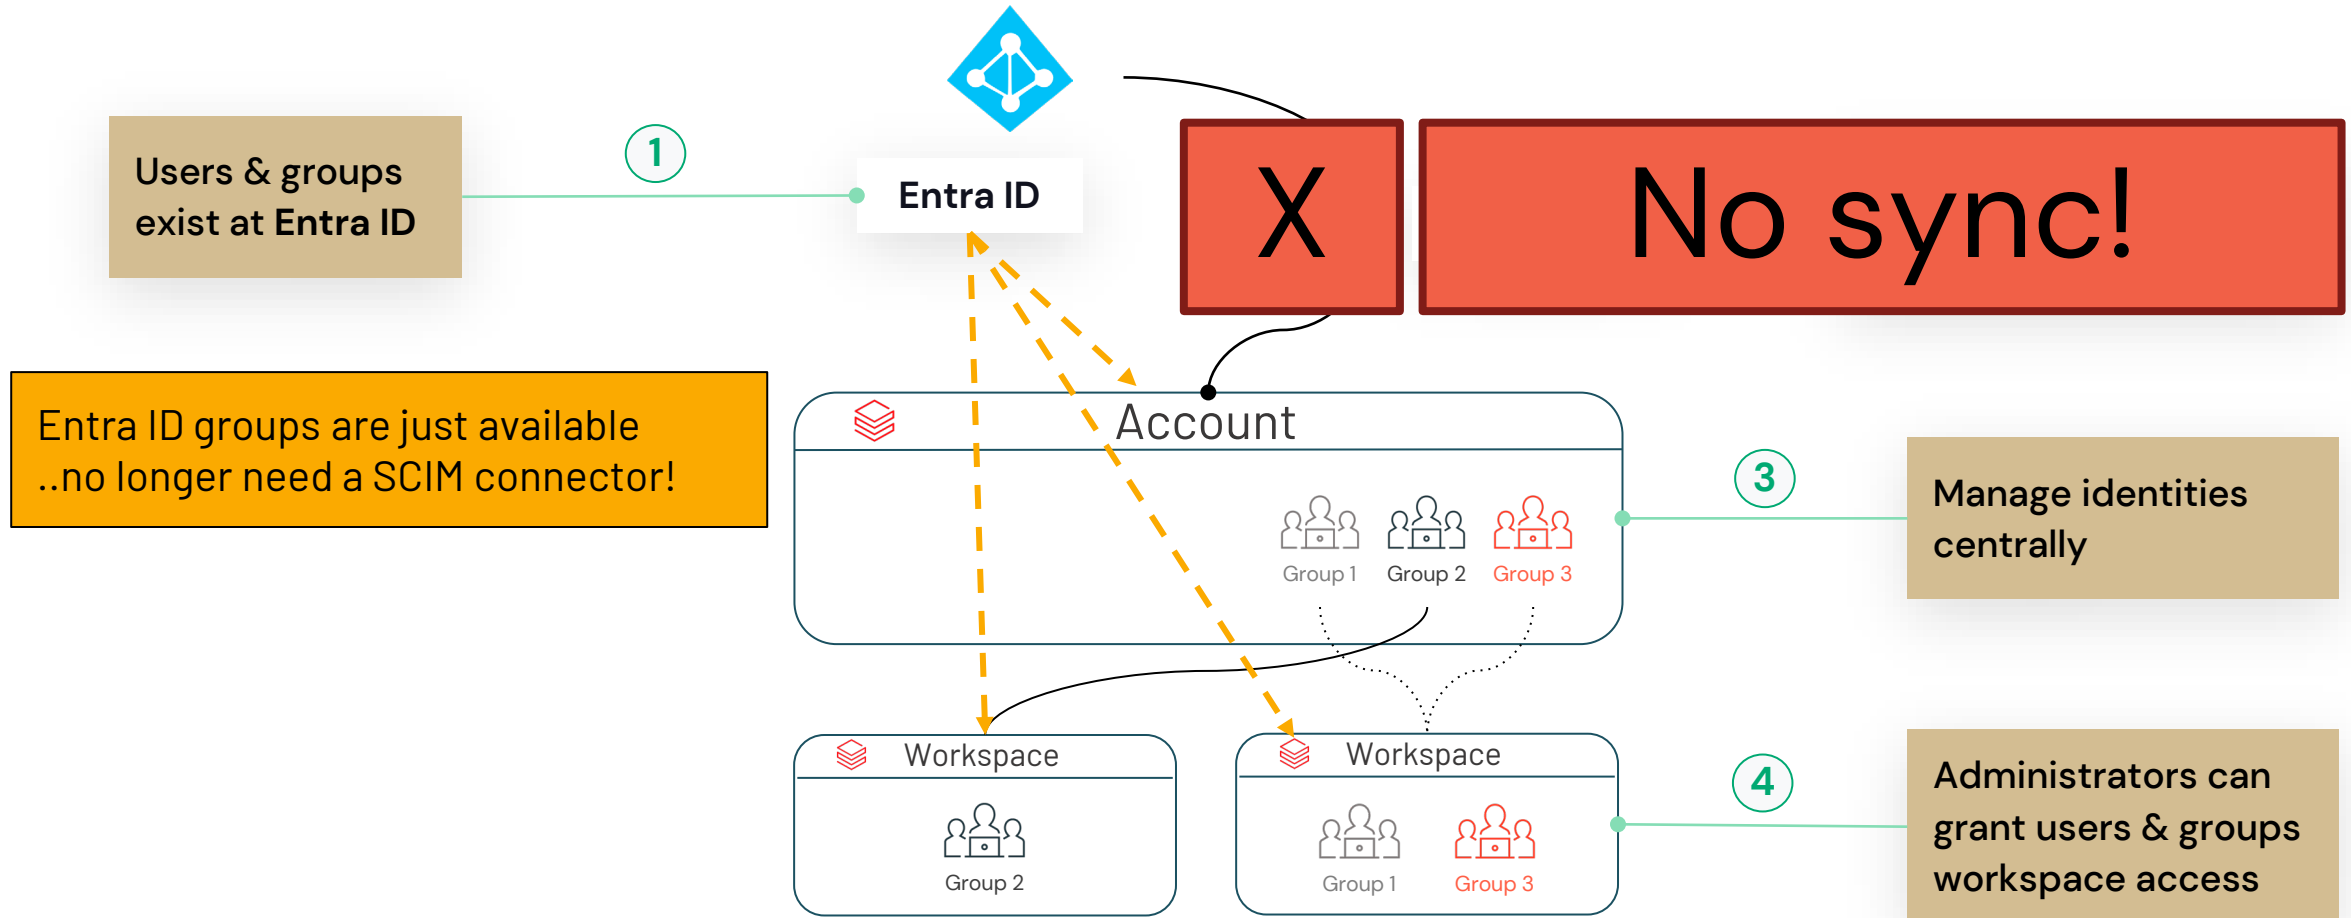 Users & groups
exist at Entra ID
1
Entra ID
X
No sync!
Entra ID groups are just available
..no longer need a SCIM connector!
Account
Group 1
Group 2
Group 3
3
Manage identities
centrally
Workspace
Group 2
Workspace
Group 1
Group 3
4
Administrators can
grant users & groups
workspace access